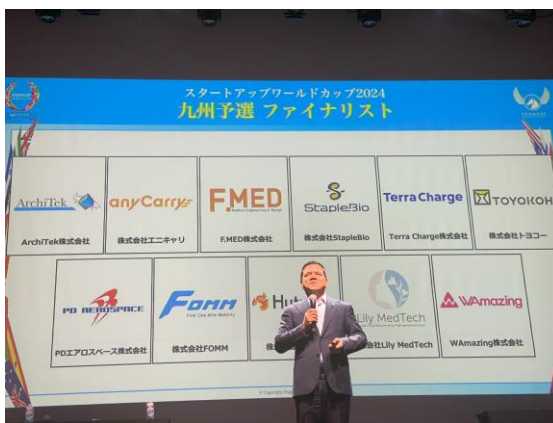 スタートアップワールドカップ2024
九州予選 ファイナリスト
ArchiTek
anyCarry
F.MED
StapleBio
Terra Charge
TOYOKOH
ArchiTek株式会社
株式会社エニキャリ
F.MED株式会社
株式会社StapleBio
Terra Charge株式会社
株式会社トヨコー
PD AEROSPACE
FOMM
First One Mile Mobility
Hut
Lily MedTech
WAmazing
PDエアロスペース株式会社
株式会社FOMM
株
会社Lily MedTech
WAmazing株式会社